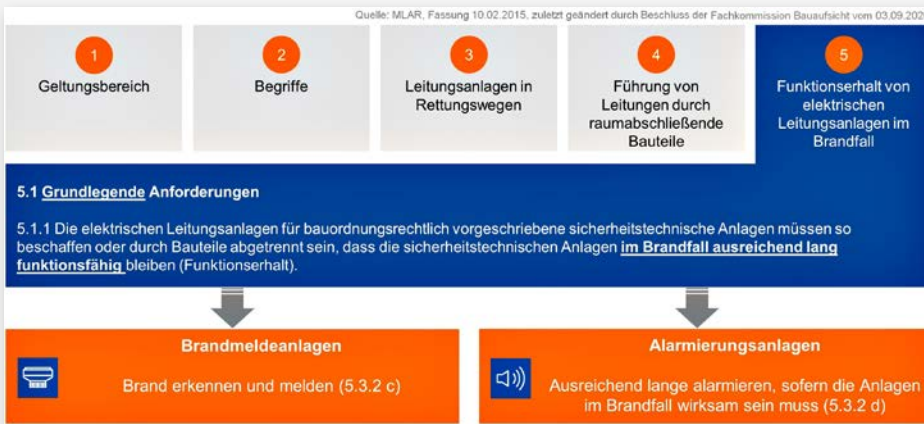 Quelle: MLAR, Fassung 10.02.2015, zuletzt geändert durch Beschluss der Fachkommission Bauaufsicht vom 03.09.202
1
Geltungsbereich
2
Begriffe
3
Leitungsanlagen in
Rettungswegen
4
Führung von
Leitungen durch
raumabschließende
Bauteile
5
Funktionserhalt von
elektrischen
Leitungsanlagen im
Brandfall
5.1 Grundlegende Anforderungen
5.1.1 Die elektrischen Leitungsanlagen für bauordnungsrechtlich vorgeschriebene sicherheitstechnische Anlagen müssen so
beschaffen oder durch Bauteile abgetrennt sein, dass die sicherheitstechnischen Anlagen im Brandfall ausreichend lang
funktionsfähig bleiben (Funktionserhalt).
Brandmeldeanlagen
Brand erkennen und melden (5.3.2 c)
Alarmierungsanlagen
Ausreichend lange alarmieren, sofern die Anlagen
im Brandfall wirksam sein muss (5.3.2 d)